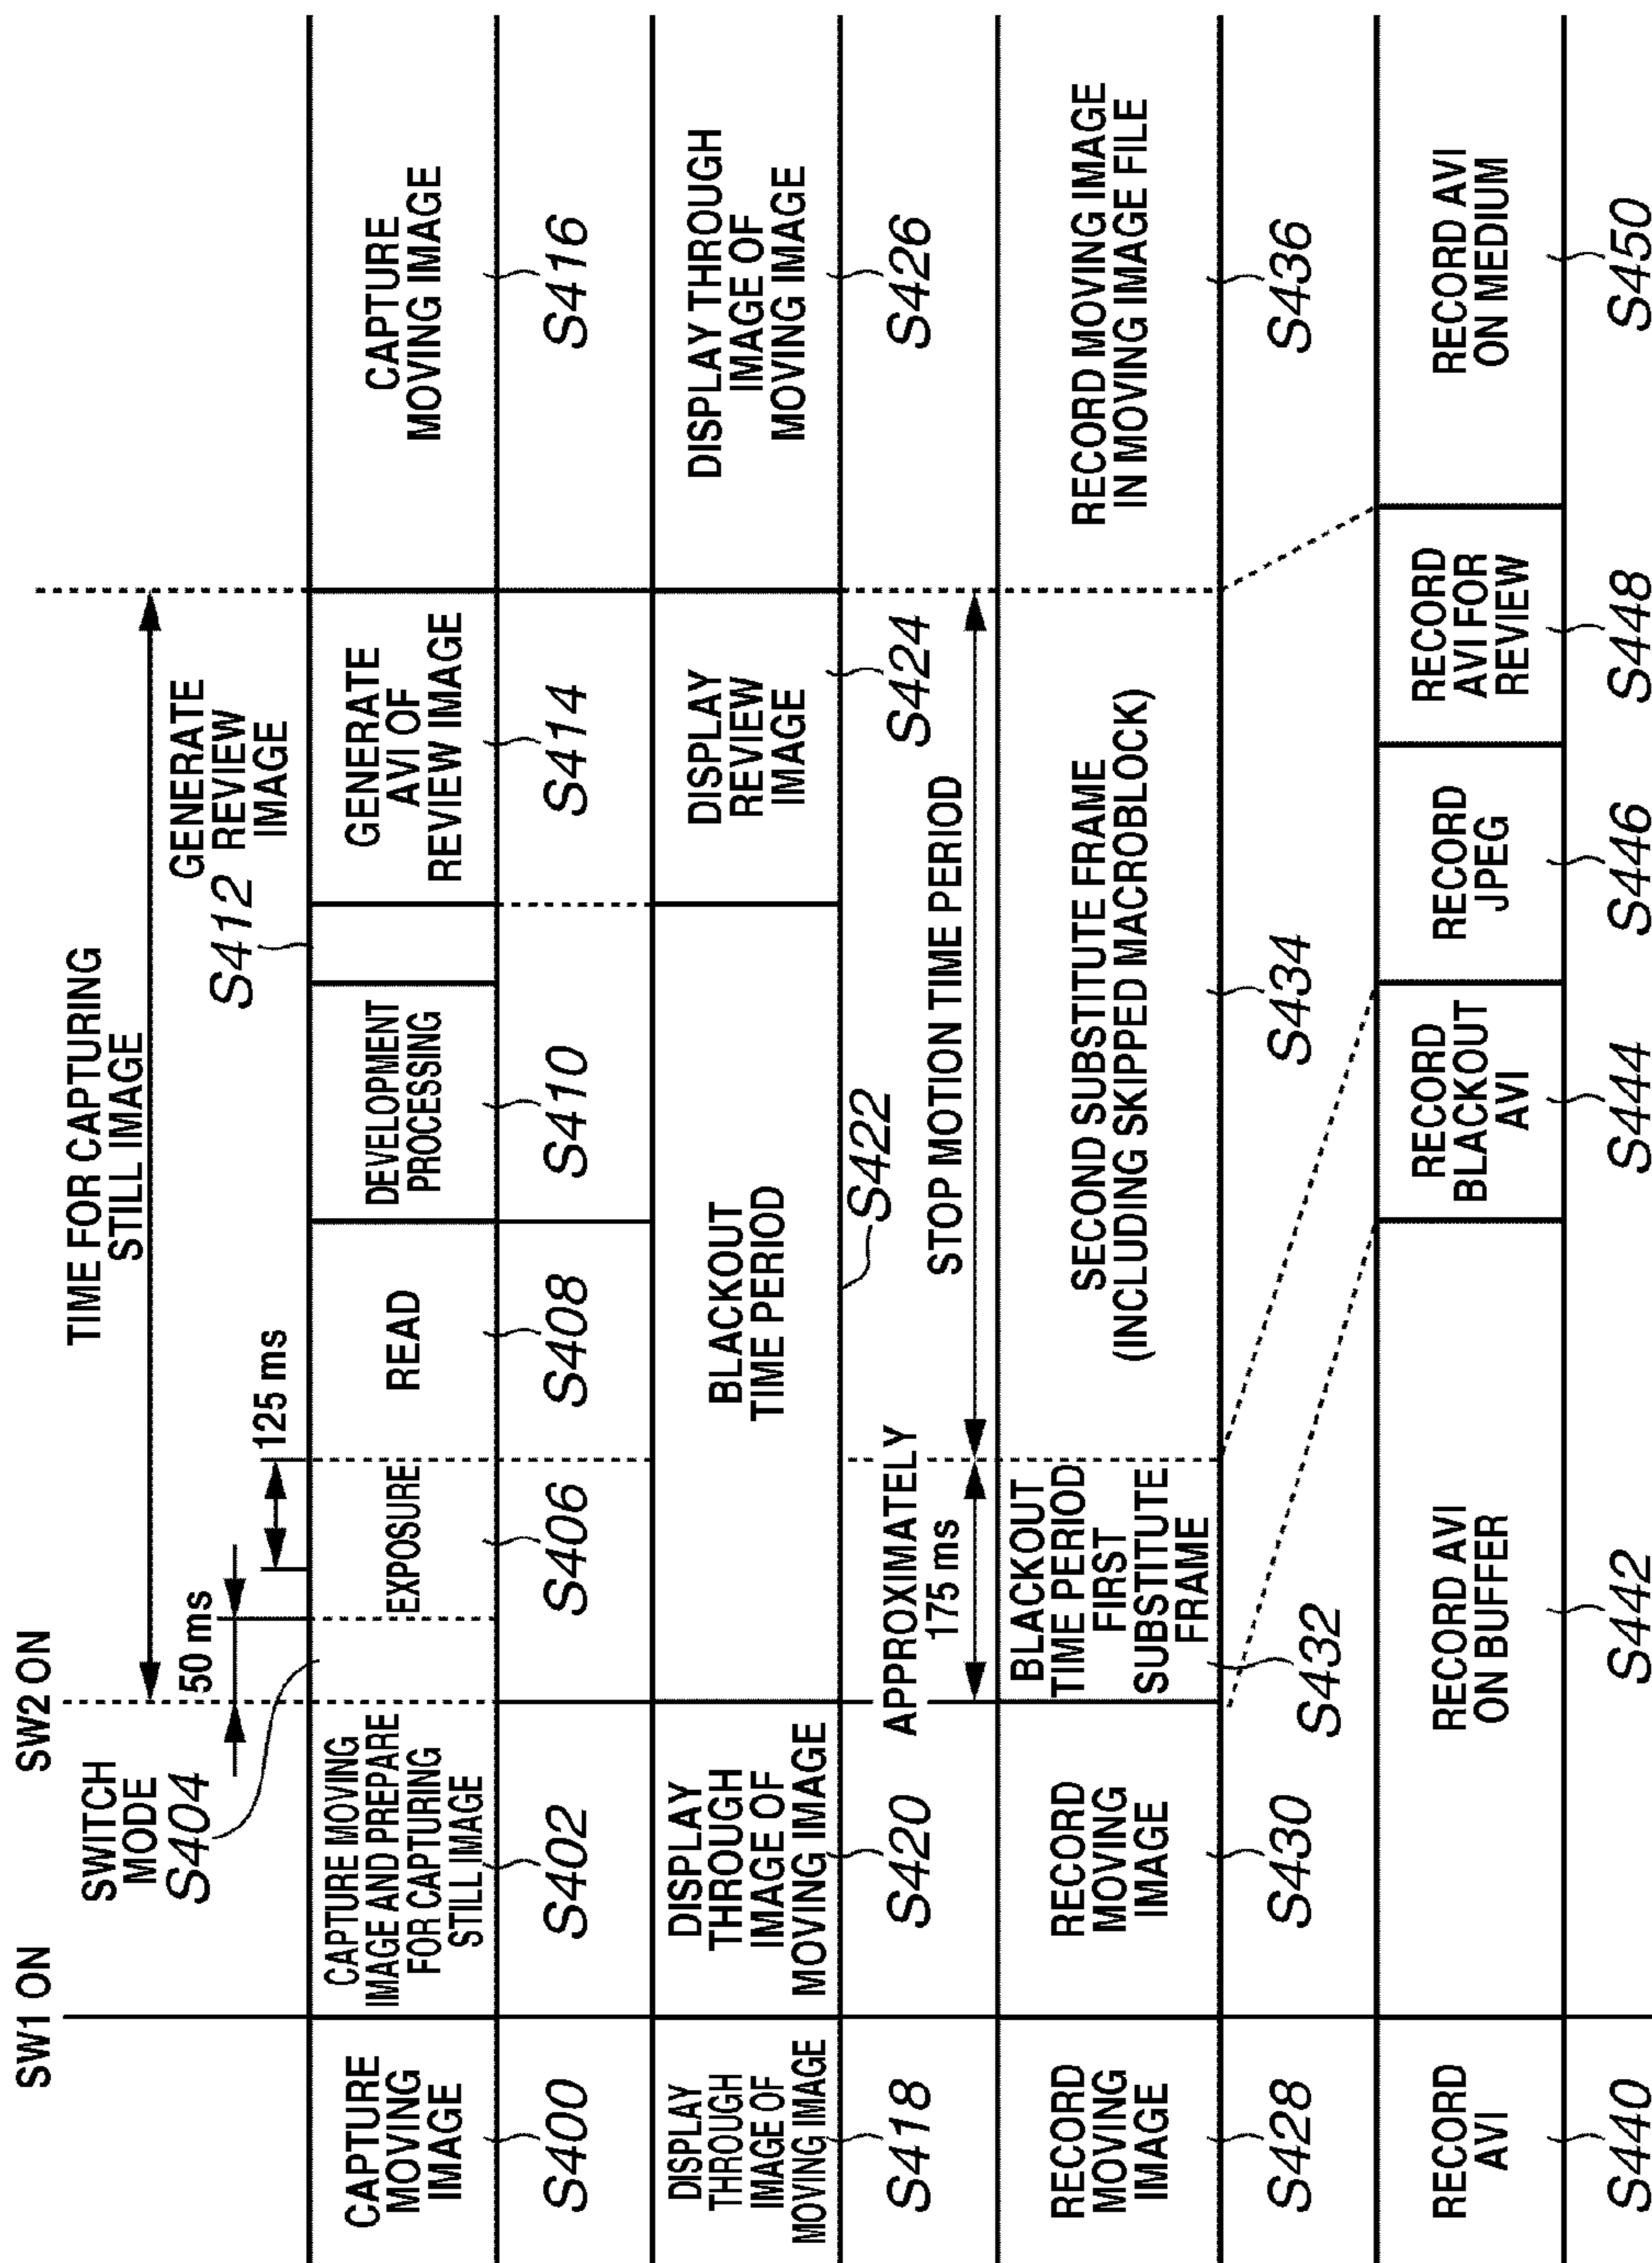 SW1 ON
SW2 ON
SWITCH
MODE
S404
50 ms
125 ms
TIME FOR CAPTURING
STILL IMAGE
S412
GENERATE
REVIEW
IMAGE
CAPTURE
MOVING
IMAGE
S400
CAPTURE MOVING
IMAGE AND PREPARE
FOR CAPTURING
STILL IMAGE
S402
EXPOSURE
S406
READ
S408
DEVELOPMENT
PROCESSING
S410
GENERATE
AVI OF
REVIEW IMAGE
S414
CAPTURE
MOVING IMAGE
S416
DISPLAY
THROUGH
IMAGE OF
MOVING IMAGE
S418
DISPLAY
THROUGH
IMAGE OF
MOVING IMAGE
S420
BLACKOUT
TIME PERIOD
S422
DISPLAY
REVIEW
IMAGE
S424
DISPLAY THROUGH
IMAGE OF
MOVING IMAGE
S426
APPROXIMATELY
175 ms
STOP MOTION TIME PERIOD
RECORD
MOVING
IMAGE
S428
RECORD
MOVING
IMAGE
S430
BLACKOUT
TIME PERIOD
FIRST
SUBSTITUTE
FRAME
S432
SECOND SUBSTITUTE FRAME
(INCLUDING SKIPPED MACROBLOCK)
S434
RECORD MOVING IMAGE
IN MOVING IMAGE FILE
S436
RECORD
AVI
S440
RECORD AVI
ON BUFFER
S442
RECORD
BLACKOUT
AVI
S444
RECORD
JPEG
S446
RECORD
AVI FOR
REVIEW
S448
RECORD AVI
ON MEDIUM
S450